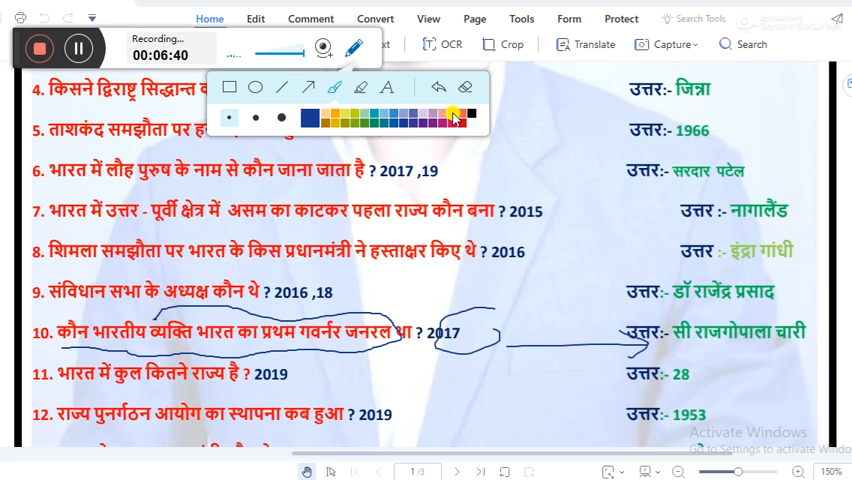 Home Edit Comment Convert View Page Tools Form Protect Search Tools
Recording...
00:06:40
OCR Crop Translate Capture Search
4. किसने द्विराष्ट्र सिद्धान्त उत्तर:- जिन्ना
5. ताशकंद समझौता पर उत्तर:- 1966
6. भारत में लौह पुरुष के नाम से कौन जाना जाता है ? 2017 ,19 उत्तर:- सरदार पटेल
7. भारत में उत्तर - पूर्वी क्षेत्र में असम का काटकर पहला राज्य कौन बना ? 2015 उत्तर :- नागालैंड
8. शिमला समझौता पर भारत के किस प्रधानमंत्री ने हस्ताक्षर किए थे ? 2016 उत्तर :- इंद्रा गांधी
9. संविधान सभा के अध्यक्ष कौन थे ? 2016 ,18 उत्तर:- डॉ राजेंद्र प्रसाद
10. कौन भारतीय व्यक्ति भारत का प्रथम गवर्नर जनरल था ? 2017 उत्तर:- सी राजगोपाला चारी
11. भारत में कुल कितने राज्य है ? 2019 उत्तर:- 28
12. राज्य पुनर्गठन आयोग का स्थापना कब हुआ ? 2019 उत्तर:- 1953
Activate Windows
Go to Settings to activate Windows
1 / 3 150%